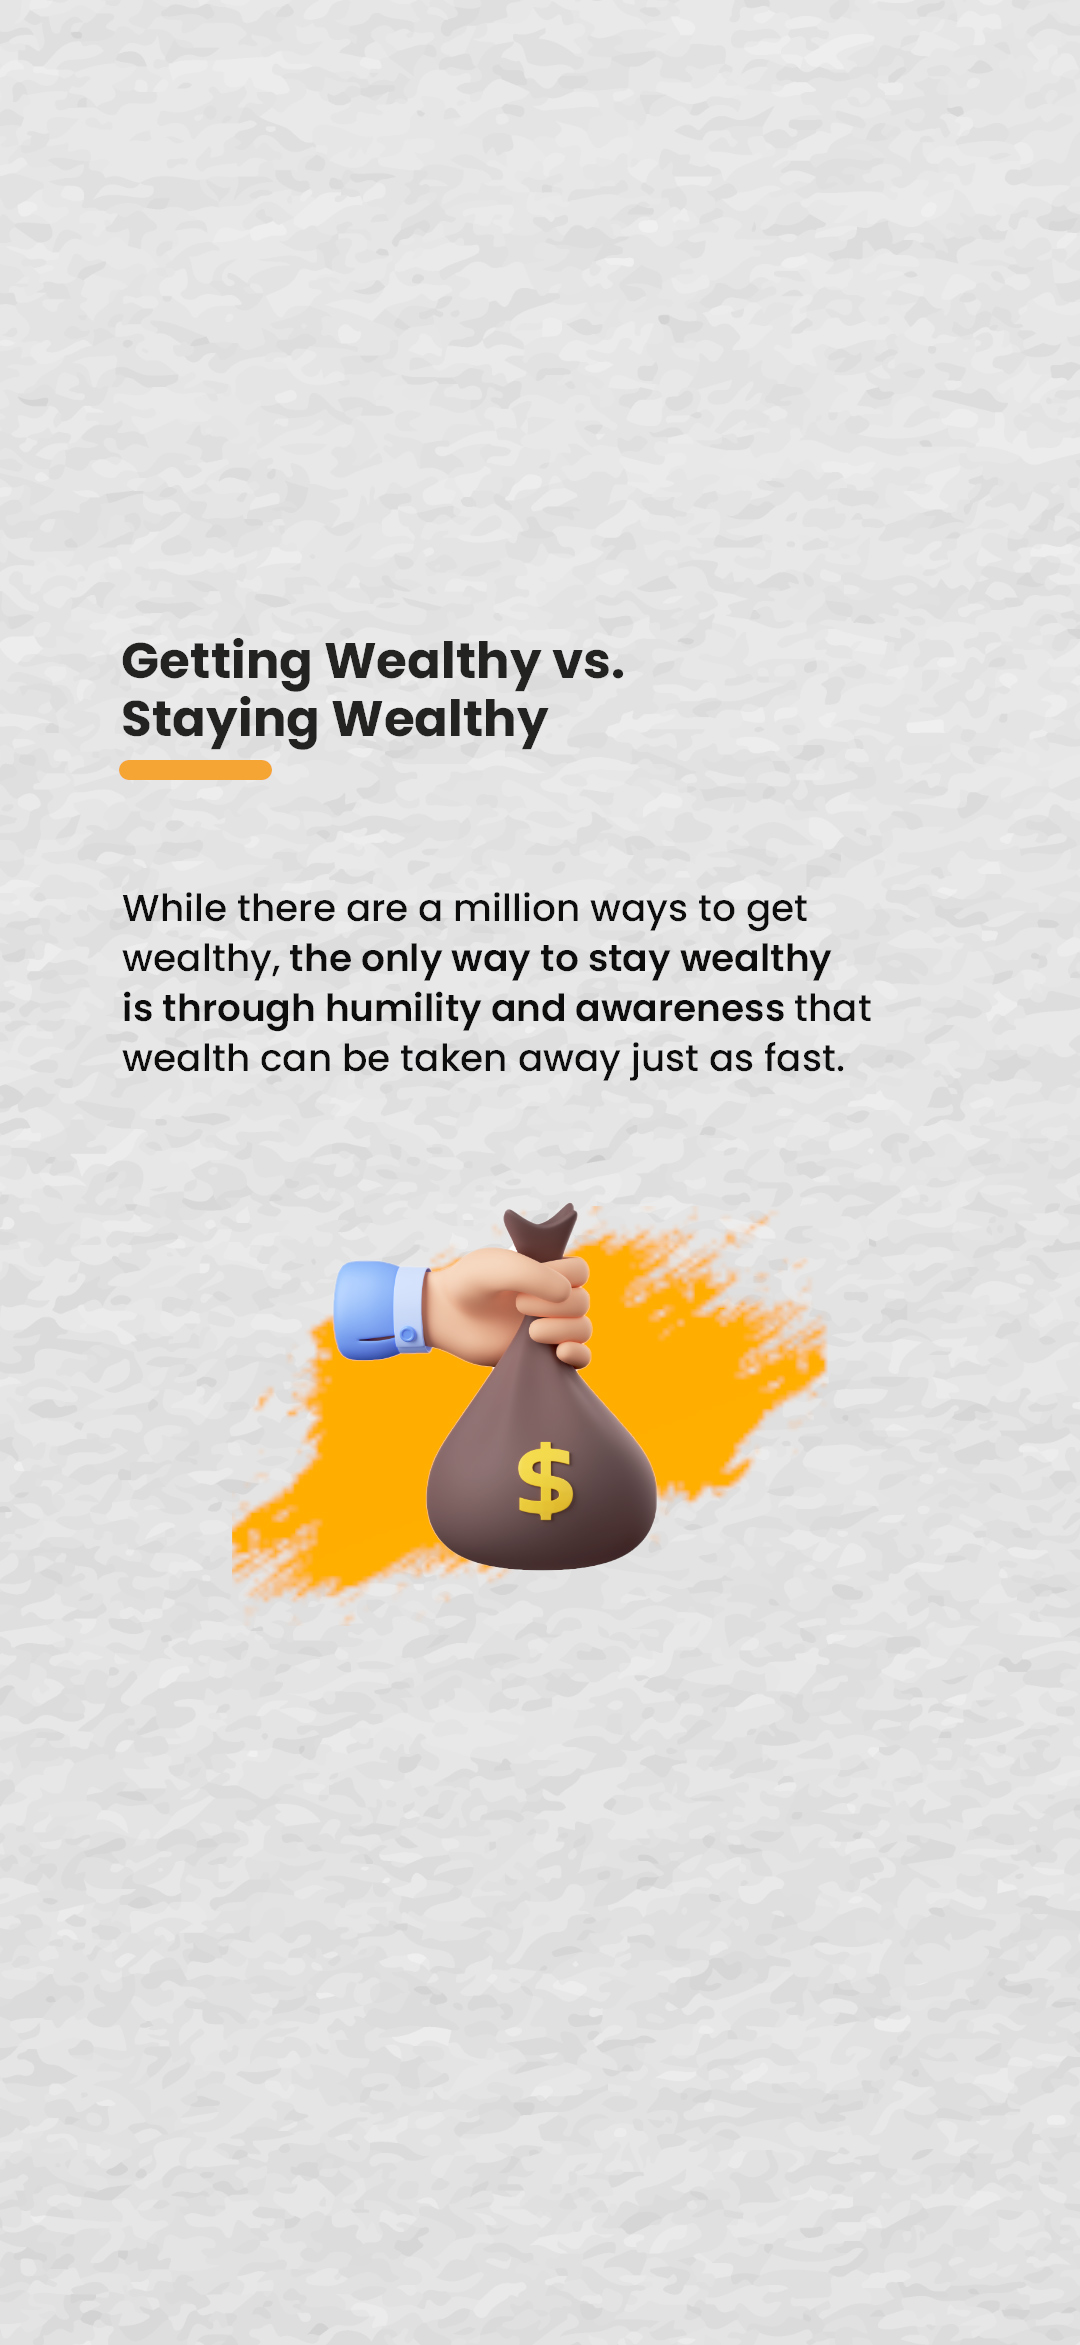 Getting Wealthy vs.
Staying Wealthy
While there are a million ways to get
wealthy, the only way to stay wealthy
is through humility and awareness that
wealth can be taken away just as fast.
$